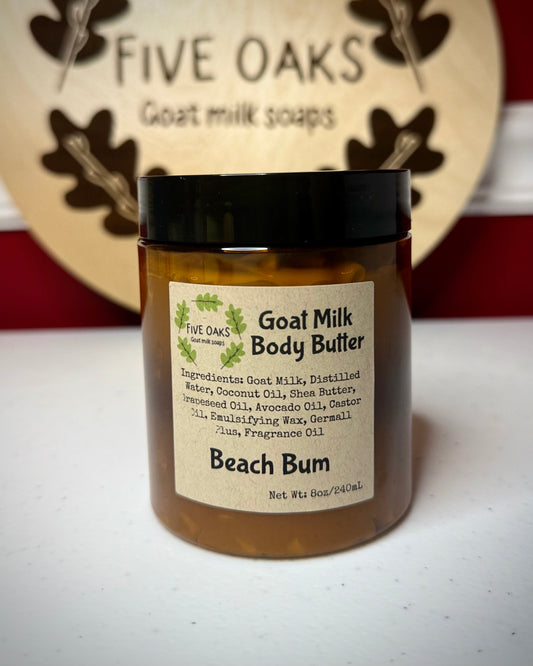 FIVE OAKS
Goat milk soaps
FIVE OAKS
Goat milk soaps
Goat Milk
Body Butter
Ingredients: Goat Milk, Distilled
Water, Coconut Oil, Shea Butter,
Grapeseed Oil, Avocado Oil, Castor
Oil, Emulsifying Wax, Germall
Plus, Fragrance Oil
Beach Bum
Net Wt: 8oz/240mL